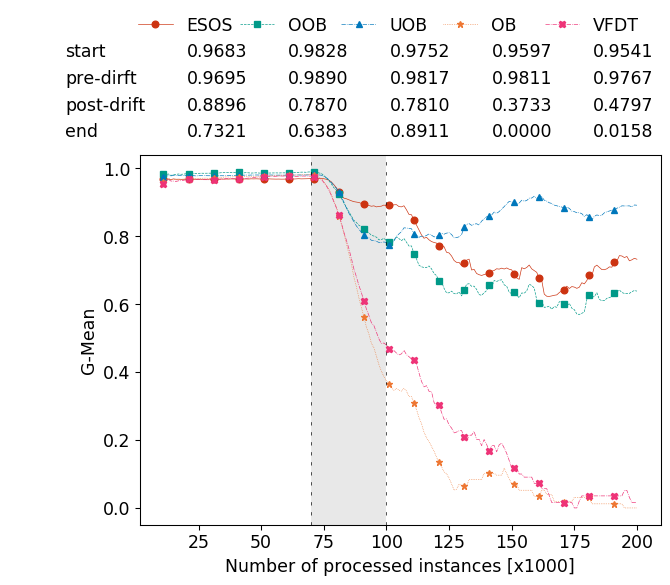 ESOS OOB UOB OB VFDT
start 0.9683 0.9828 0.9752 0.9597 0.9541
pre-dirft 0.9695 0.9890 0.9817 0.9811 0.9767
post-drift 0.8896 0.7870 0.7810 0.3733 0.4797
end 0.7321 0.6383 0.8911 0.0000 0.0158
1.0
0.8
0.6
0.4
0.2
0.0
G-Mean
25 50 75 100 125 150 175 200
Number of processed instances [x1000]